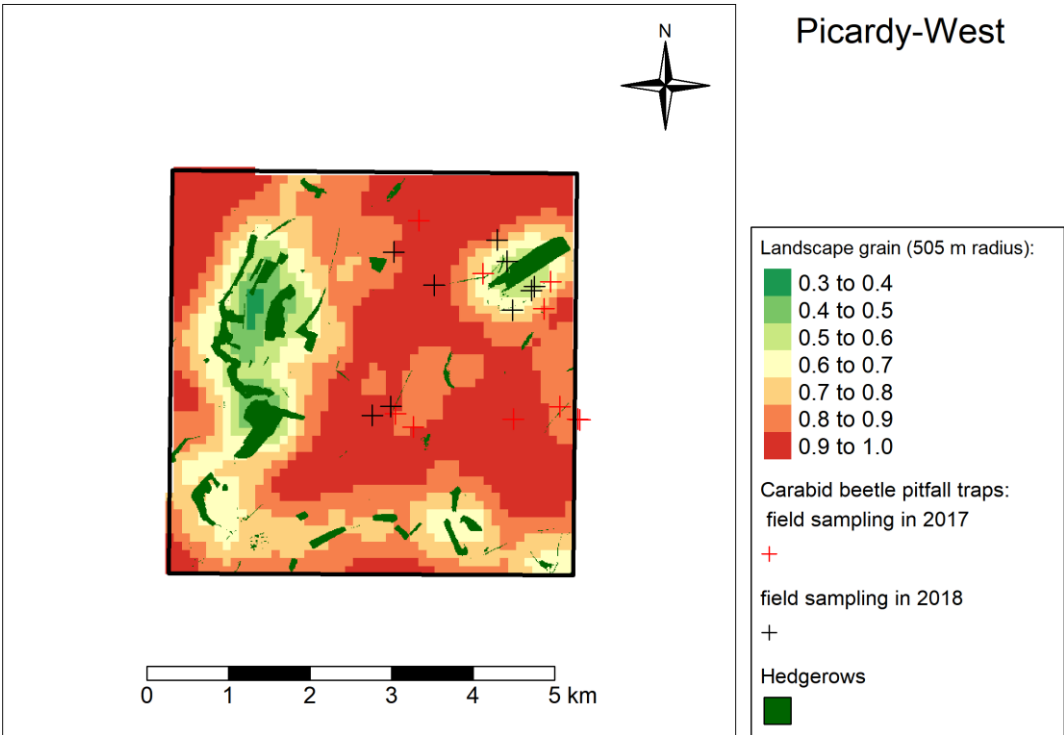 Picardy-West
N
Landscape grain (505 m radius):
0.3 to 0.4
0.4 to 0.5
0.5 to 0.6
0.6 to 0.7
0.7 to 0.8
0.8 to 0.9
0.9 to 1.0
Carabid beetle pitfall traps:
field sampling in 2017
field sampling in 2018
Hedgerows
0 1 2 3 4 5 km